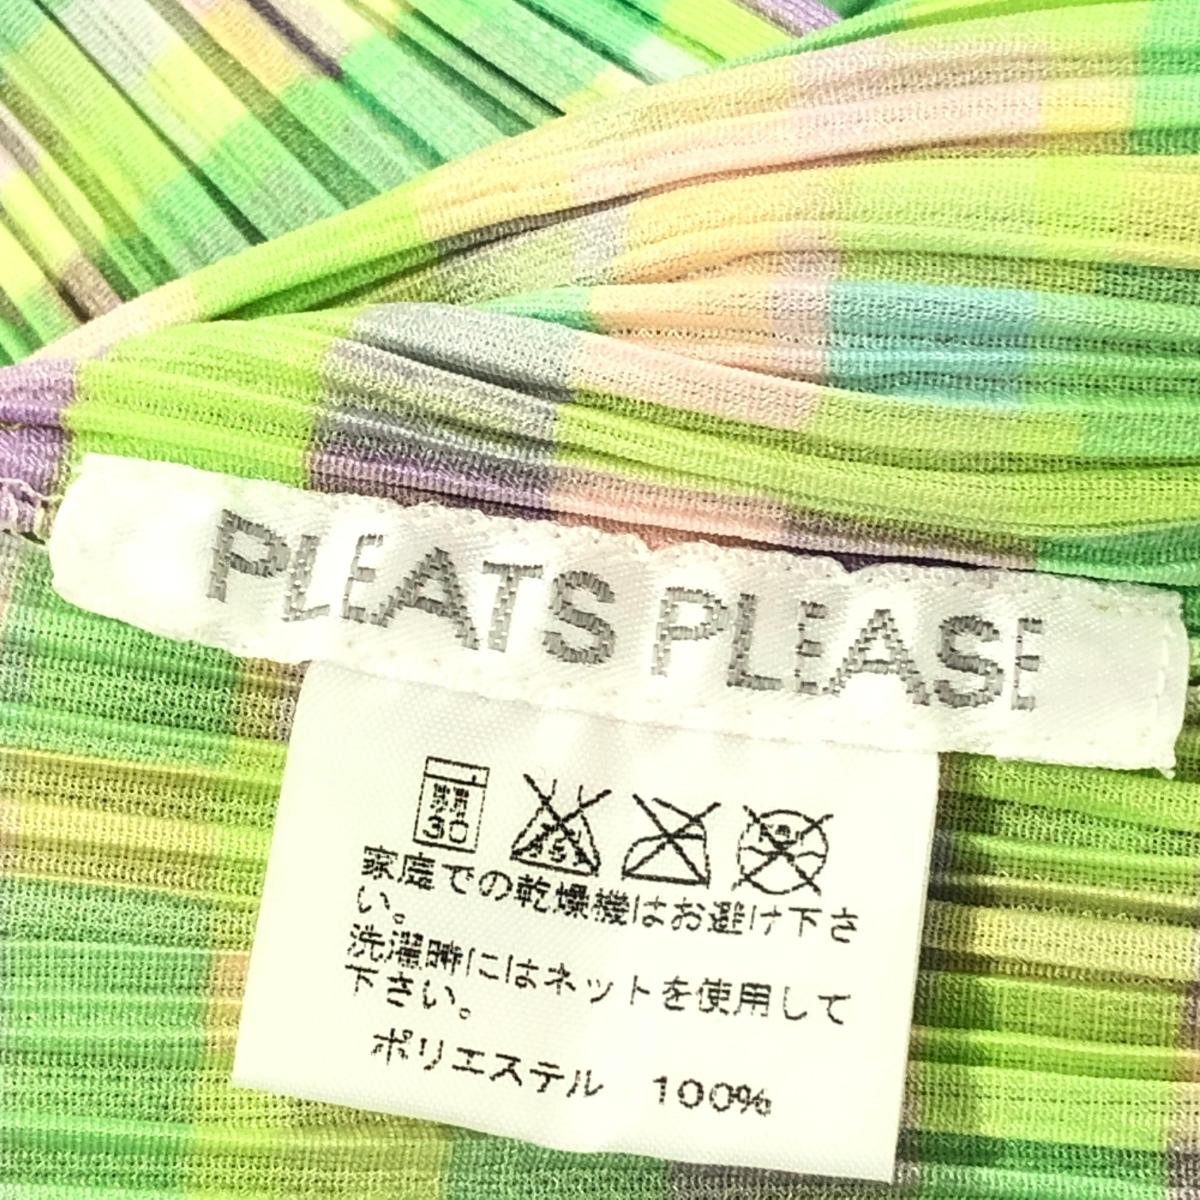 PLEATS PLEASE
30
家庭での乾燥機はお避け下さ
い。
洗濯時にはネットを使用して
下さい。
ポリエステル 100%